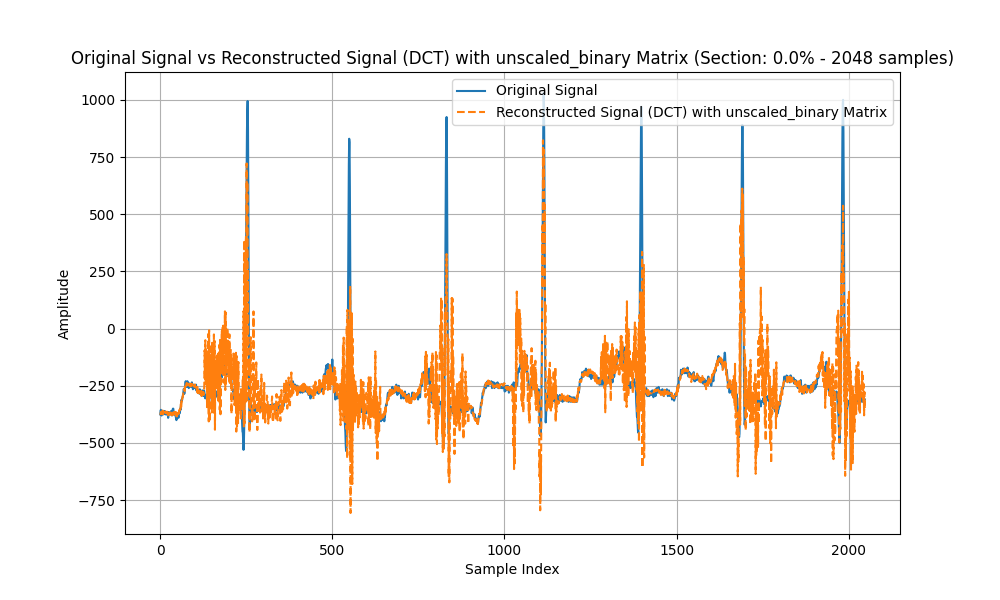 Original Signal vs Reconstructed Signal (DCT) with unscaled_binary Matrix (Section: 0.0% - 2048 samples)
Original Signal
Reconstructed Signal (DCT) with unscaled_binary Matrix
1000
750
500
250
0
−250
−500
−750
Amplitude
0
500
1000
1500
2000
Sample Index